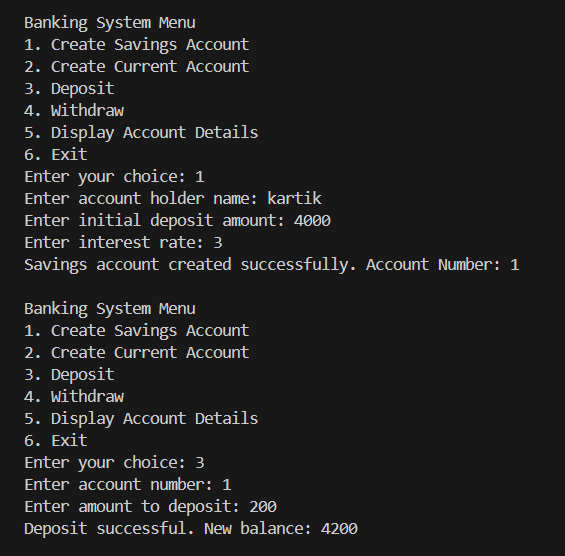 Banking System Menu
1. Create Savings Account
2. Create Current Account
3. Deposit
4. Withdraw
5. Display Account Details
6. Exit
Enter your choice: 1
Enter account holder name: kartik
Enter initial deposit amount: 4000
Enter interest rate: 3
Savings account created successfully. Account Number: 1
Banking System Menu
1. Create Savings Account
2. Create Current Account
3. Deposit
4. Withdraw
5. Display Account Details
6. Exit
Enter your choice: 3
Enter account number: 1
Enter amount to deposit: 200
Deposit successful. New balance: 4200